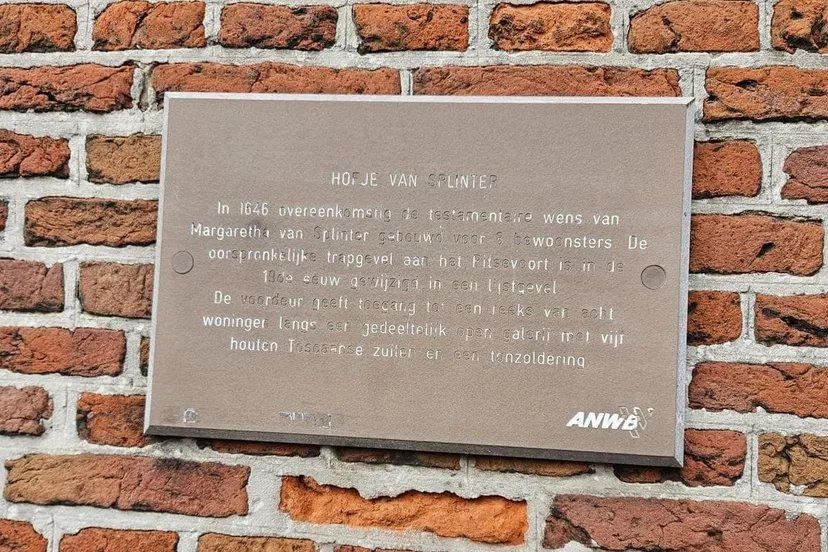 HOFJE VAN SPLINTER
In 1646 overeenkomstig de testamentaire wens van
Margaretha van Splinter gebouwd voor 8 bewoonsters. De
oorspronkelijke trapgevel aan het Ritsevoort is in de
19de eeuw gewijzigd in een lijstgevel.
De voordeur geeft toegang tot een reeks van acht
woningen langs een gedeeltelijk open galerij met vijf
houten Toscaanse zuilen en een tonzoldering.
ANWB